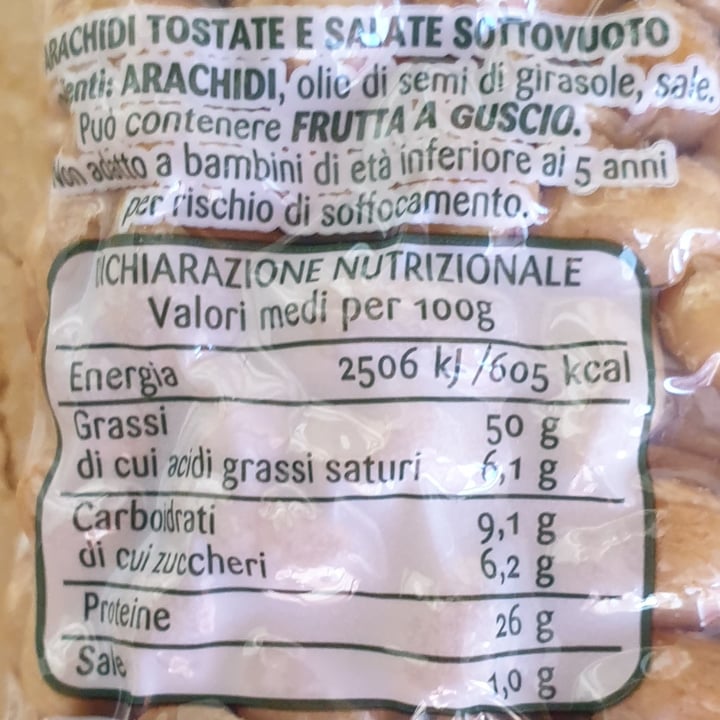 ARACHIDI TOSTATE E SALATE SOTTOVUOTO
ARACHIDI, olio di semi di girasole, sale.
Può contenere FRUTTA A GUSCIO.
Non adatto a bambini di età inferiore ai 5 anni
per rischio di soffocamento.
DICHIARAZIONE NUTRIZIONALE
Valori medi per 100g
Energia 2506 kJ /605 kcal
Grassi 50 g
di cui acidi grassi saturi 6,1 g
Carboidrati 9,1 g
di cui zuccheri 6,2 g
Proteine 26 g
Sale 1,0 g